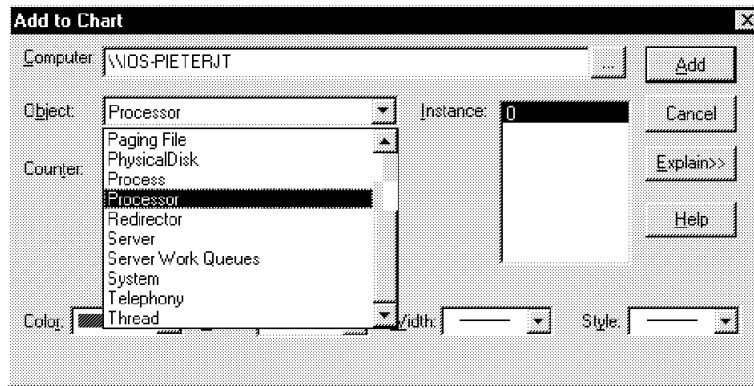 Add to Chart
Computer \\IOS-PIETERJT ... Add
Object: Processor Instance: 0 Cancel
Paging File
PhysicalDisk
Counter: Process Explain>>
Processor
Redirector Help
Server
Server Work Queues
System
Telephony
Color: Thread Width: Style: